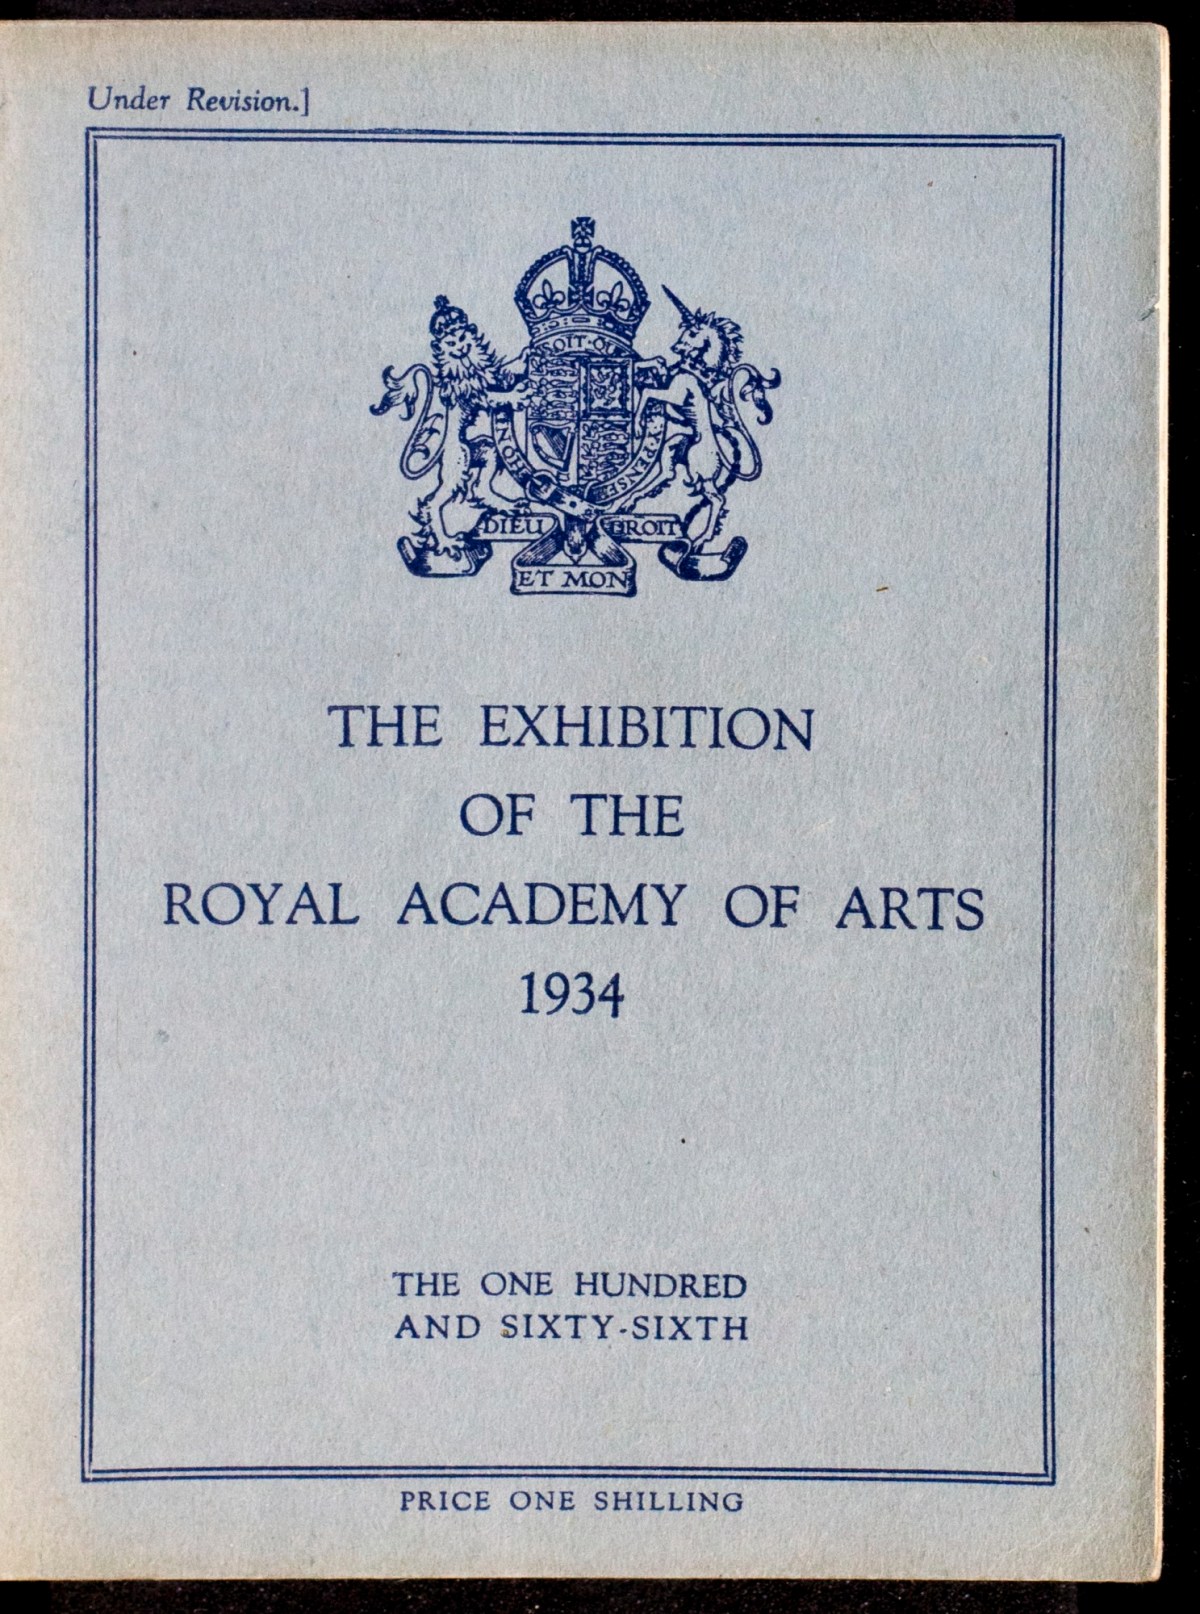 Under Revision.]
SOIT·QU
HONI
Y·PENSE
DIEU
DROIT
ET MON
THE EXHIBITION
OF THE
ROYAL ACADEMY OF ARTS
1934
THE ONE HUNDRED
AND SIXTY-SIXTH
PRICE ONE SHILLING